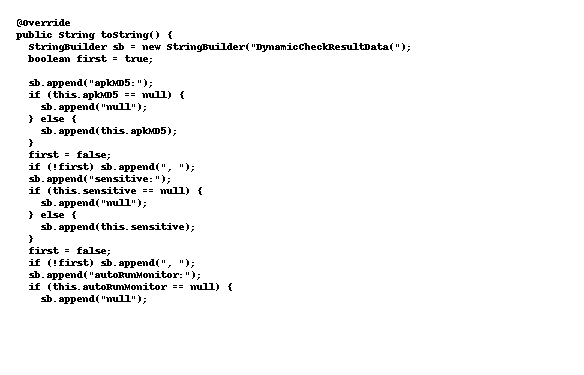 @Override
public String toString() {
  StringBuilder sb = new StringBuilder("DynamicCheckResultData(");
  boolean first = true;

  sb.append("apkMD5:");
  if (this.apkMD5 == null) {
    sb.append("null");
  } else {
    sb.append(this.apkMD5);
  }
  first = false;
  if (!first) sb.append(", ");
  sb.append("sensitive:");
  if (this.sensitive == null) {
    sb.append("null");
  } else {
    sb.append(this.sensitive);
  }
  first = false;
  if (!first) sb.append(", ");
  sb.append("autoRunMonitor:");
  if (this.autoRunMonitor == null) {
    sb.append("null");